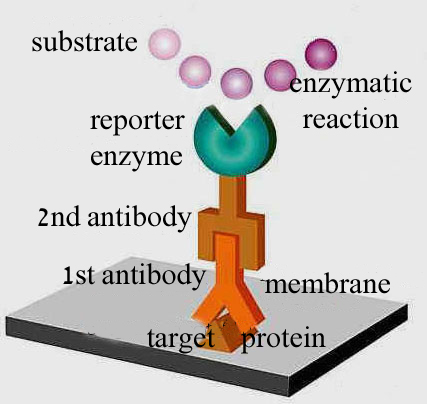 substrate
enzymatic
reaction
reporter
enzyme
2nd antibody
1st antibody
membrane
target protein